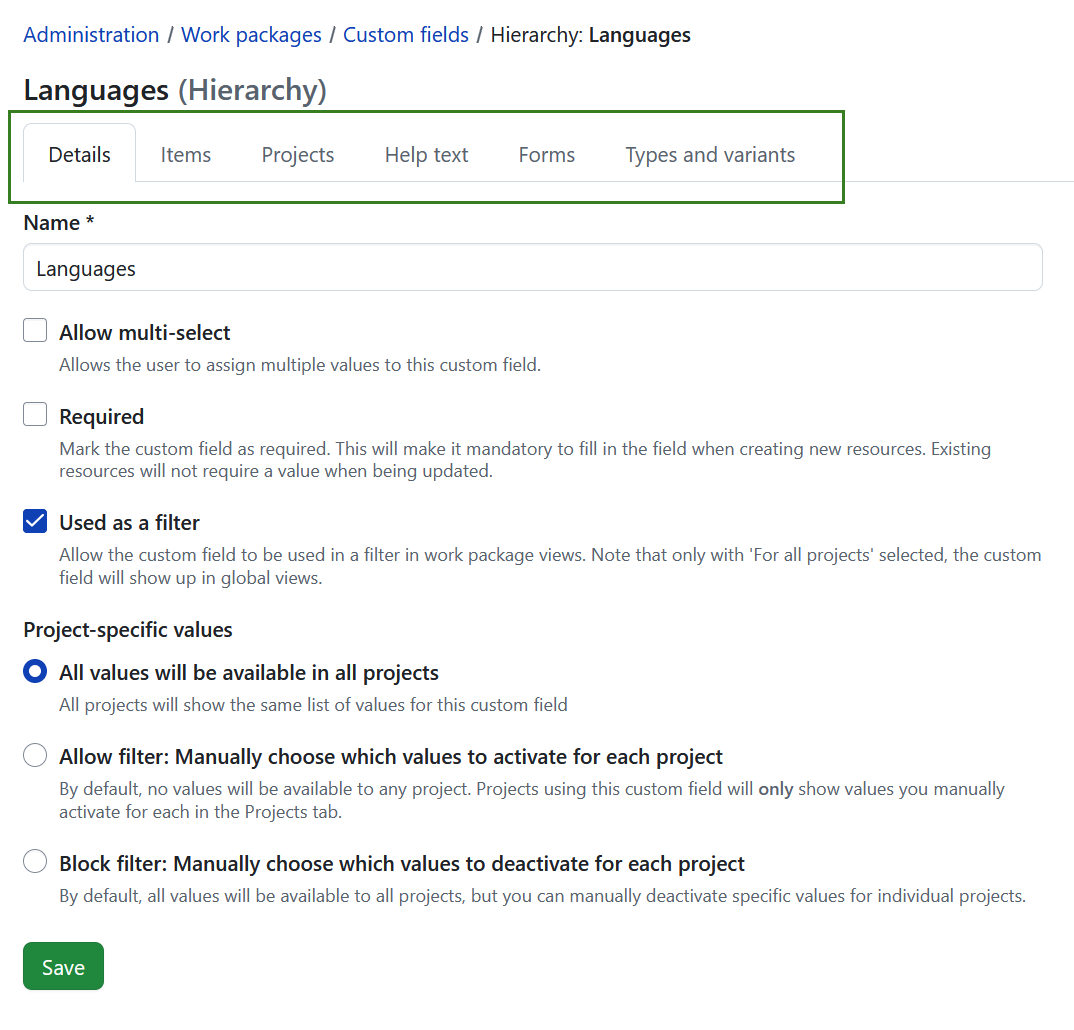 Administration / Work packages / Custom fields / Hierarchy: Languages
Languages (Hierarchy)
Details Items Projects Help text Forms Types and variants
Name *
Languages
Allow multi-select
Allows the user to assign multiple values to this custom field.
Required
Mark the custom field as required. This will make it mandatory to fill in the field when creating new resources. Existing
resources will not require a value when being updated.
Used as a filter
Allow the custom field to be used in a filter in work package views. Note that only with 'For all projects' selected, the custom
field will show up in global views.
Project-specific values
All values will be available in all projects
All projects will show the same list of values for this custom field
Allow filter: Manually choose which values to activate for each project
By default, no values will be available to any project. Projects using this custom field will only show values you manually
activate for each in the Projects tab.
Block filter: Manually choose which values to deactivate for each project
By default, all values will be available to all projects, but you can manually deactivate specific values for individual projects.
Save